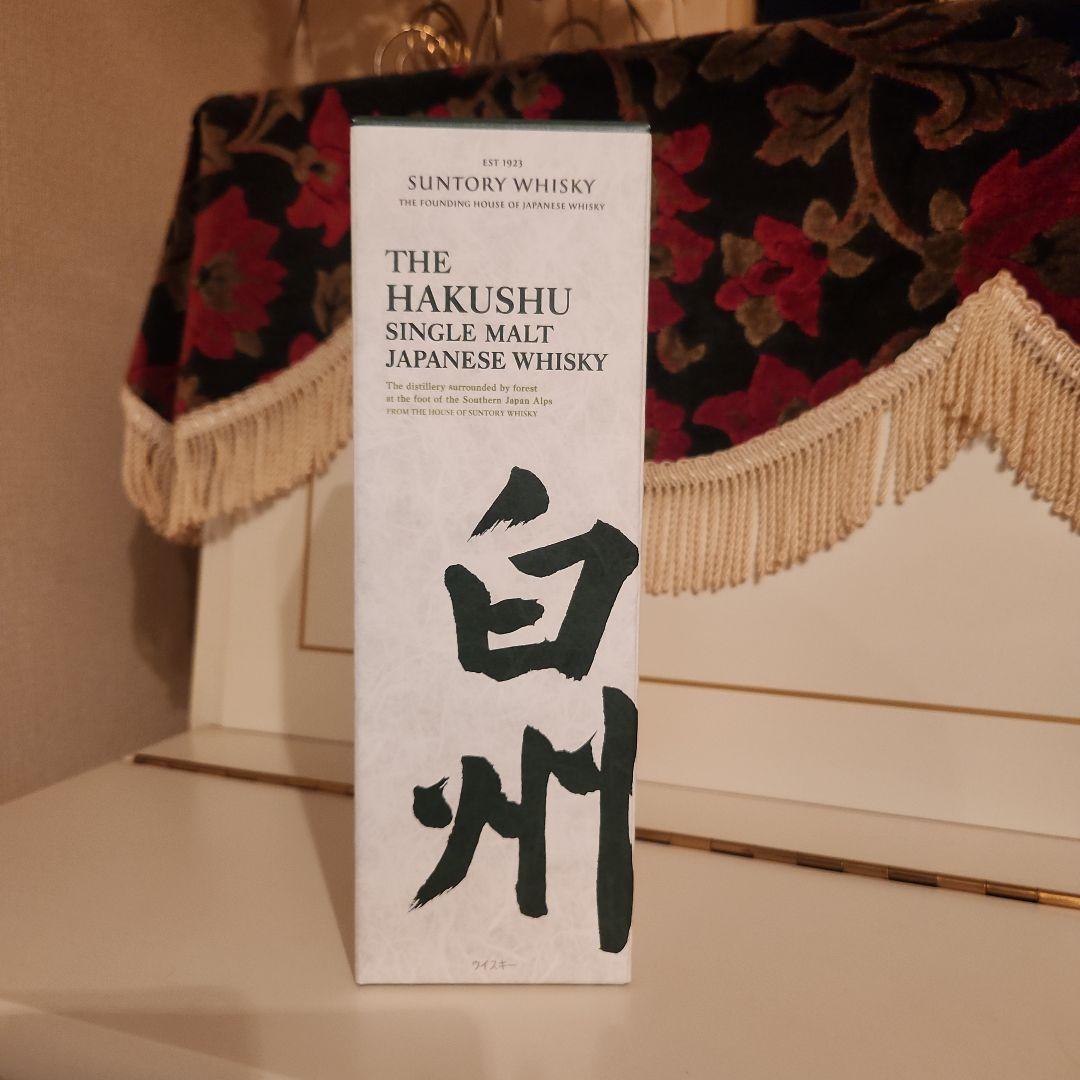 EST 1923
SUNTORY WHISKY
THE FOUNDING HOUSE OF JAPANESE WHISKY
THE
HAKUSHU
SINGLE MALT
JAPANESE WHISKY
The distillery surrounded by forest
at the foot of the Southern Japan Alps
FROM THE HOUSE OF SUNTORY WHISKY
白
州
ウイスキー